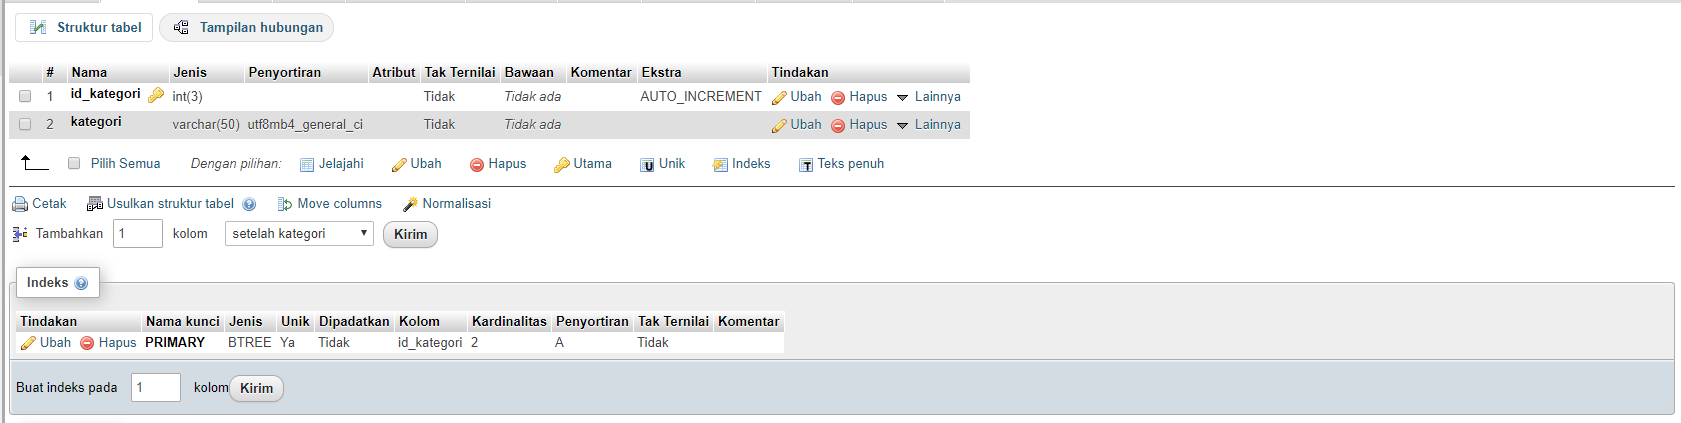 Struktur tabel Tampilan hubungan
# Nama Jenis Penyortiran Atribut Tak Ternilai Bawaan Komentar Ekstra Tindakan
1 id_kategori int(3) Tidak Tidak ada AUTO_INCREMENT Ubah Hapus Lainnya
2 kategori varchar(50) utf8mb4_general_ci Tidak Tidak ada Ubah Hapus Lainnya
Pilih Semua Dengan pilihan: Jelajahi Ubah Hapus Utama Unik Indeks Teks penuh
Cetak Usulkan struktur tabel Move columns Normalisasi
Tambahkan 1 kolom setelah kategori Kirim
Indeks
Tindakan Nama kunci Jenis Unik Dipadatkan Kolom Kardinalitas Penyortiran Tak Ternilai Komentar
Ubah Hapus PRIMARY BTREE Ya Tidak id_kategori 2 A Tidak
Buat indeks pada 1 kolom Kirim